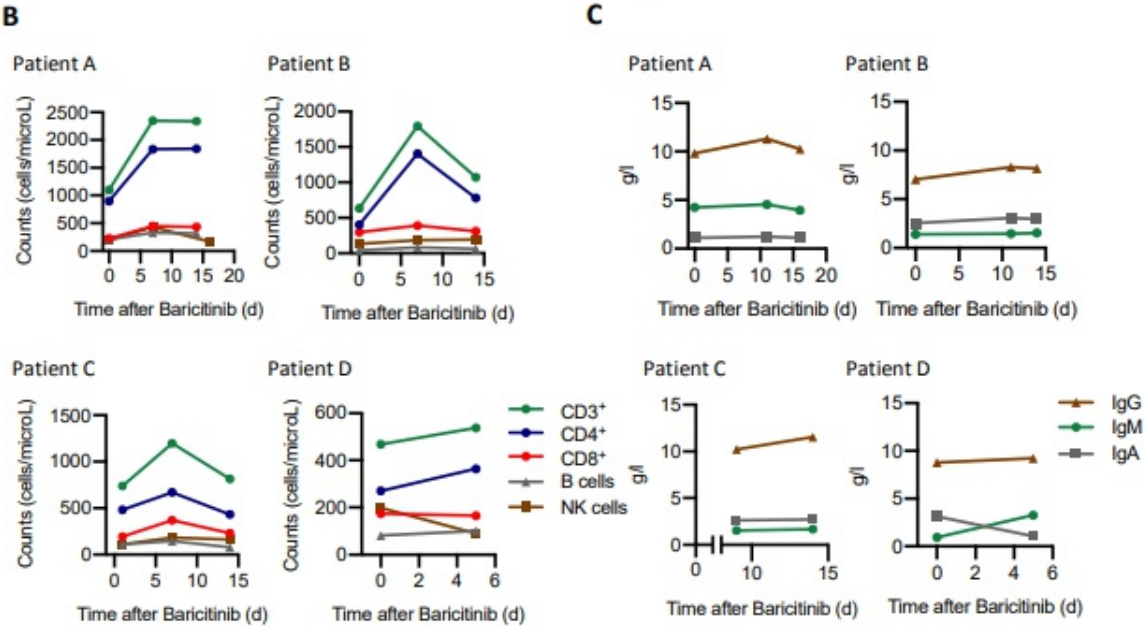 B
C
Patient A
Patient B
Patient A
Patient B
Counts (cells/microL)
2500
2000
1500
1000
500
0
0 5 10 15 20
Time after Baricitinib (d)
Counts (cells/microL)
2000
1500
1000
500
0
0 5 10 15
Time after Baricitinib (d)
g/l
15
10
5
0
0 5 10 15 20
Time after Baricitinib (d)
g/l
15
10
5
0
0 5 10 15
Time after Baricitinib (d)
Patient C
Patient D
Patient C
Patient D
Counts (cells/microL)
1500
1000
500
0
0 5 10 15
Time after Baricitinib (d)
Counts (cells/microL)
600
400
200
0
0 2 4 6
Time after Baricitinib (d)
CD3⁺
CD4⁺
CD8⁺
B cells
NK cells
g/l
15
10
5
0
0 10 15
Time after Baricitinib (d)
g/l
15
10
5
0
0 2 4 6
Time after Baricitinib (d)
IgG
IgM
IgA